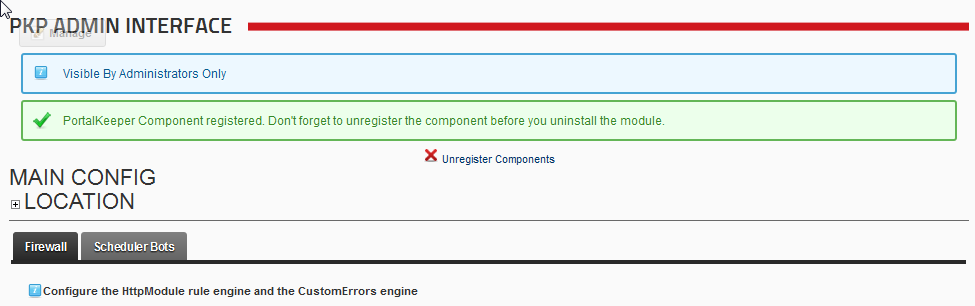 PKP ADMIN INTERFACE
Manage
Visible By Administrators Only
PortalKeeper Component registered. Don't forget to unregister the component before you uninstall the module.
Unregister Components
MAIN CONFIG
LOCATION
Firewall Scheduler Bots
Configure the HttpModule rule engine and the CustomErrors engine